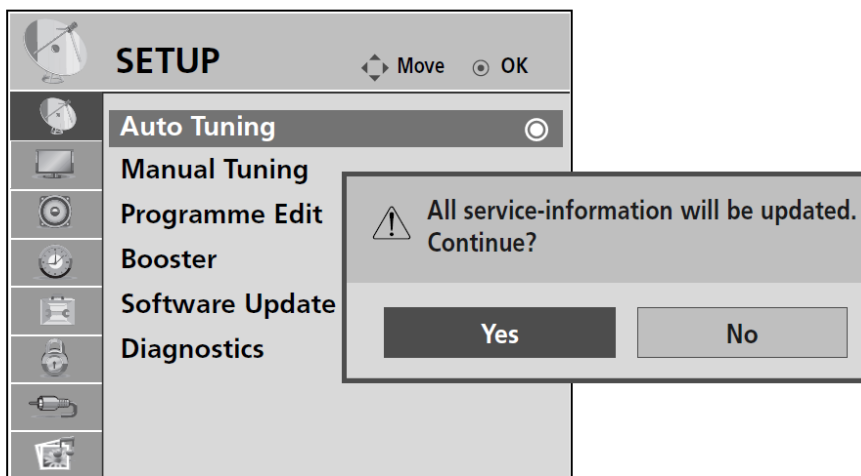 SETUP
Move
OK
Auto Tuning
Manual Tuning
Programme Edit
Booster
Software Update
Diagnostics
All service-information will be updated.
Continue?
Yes
No